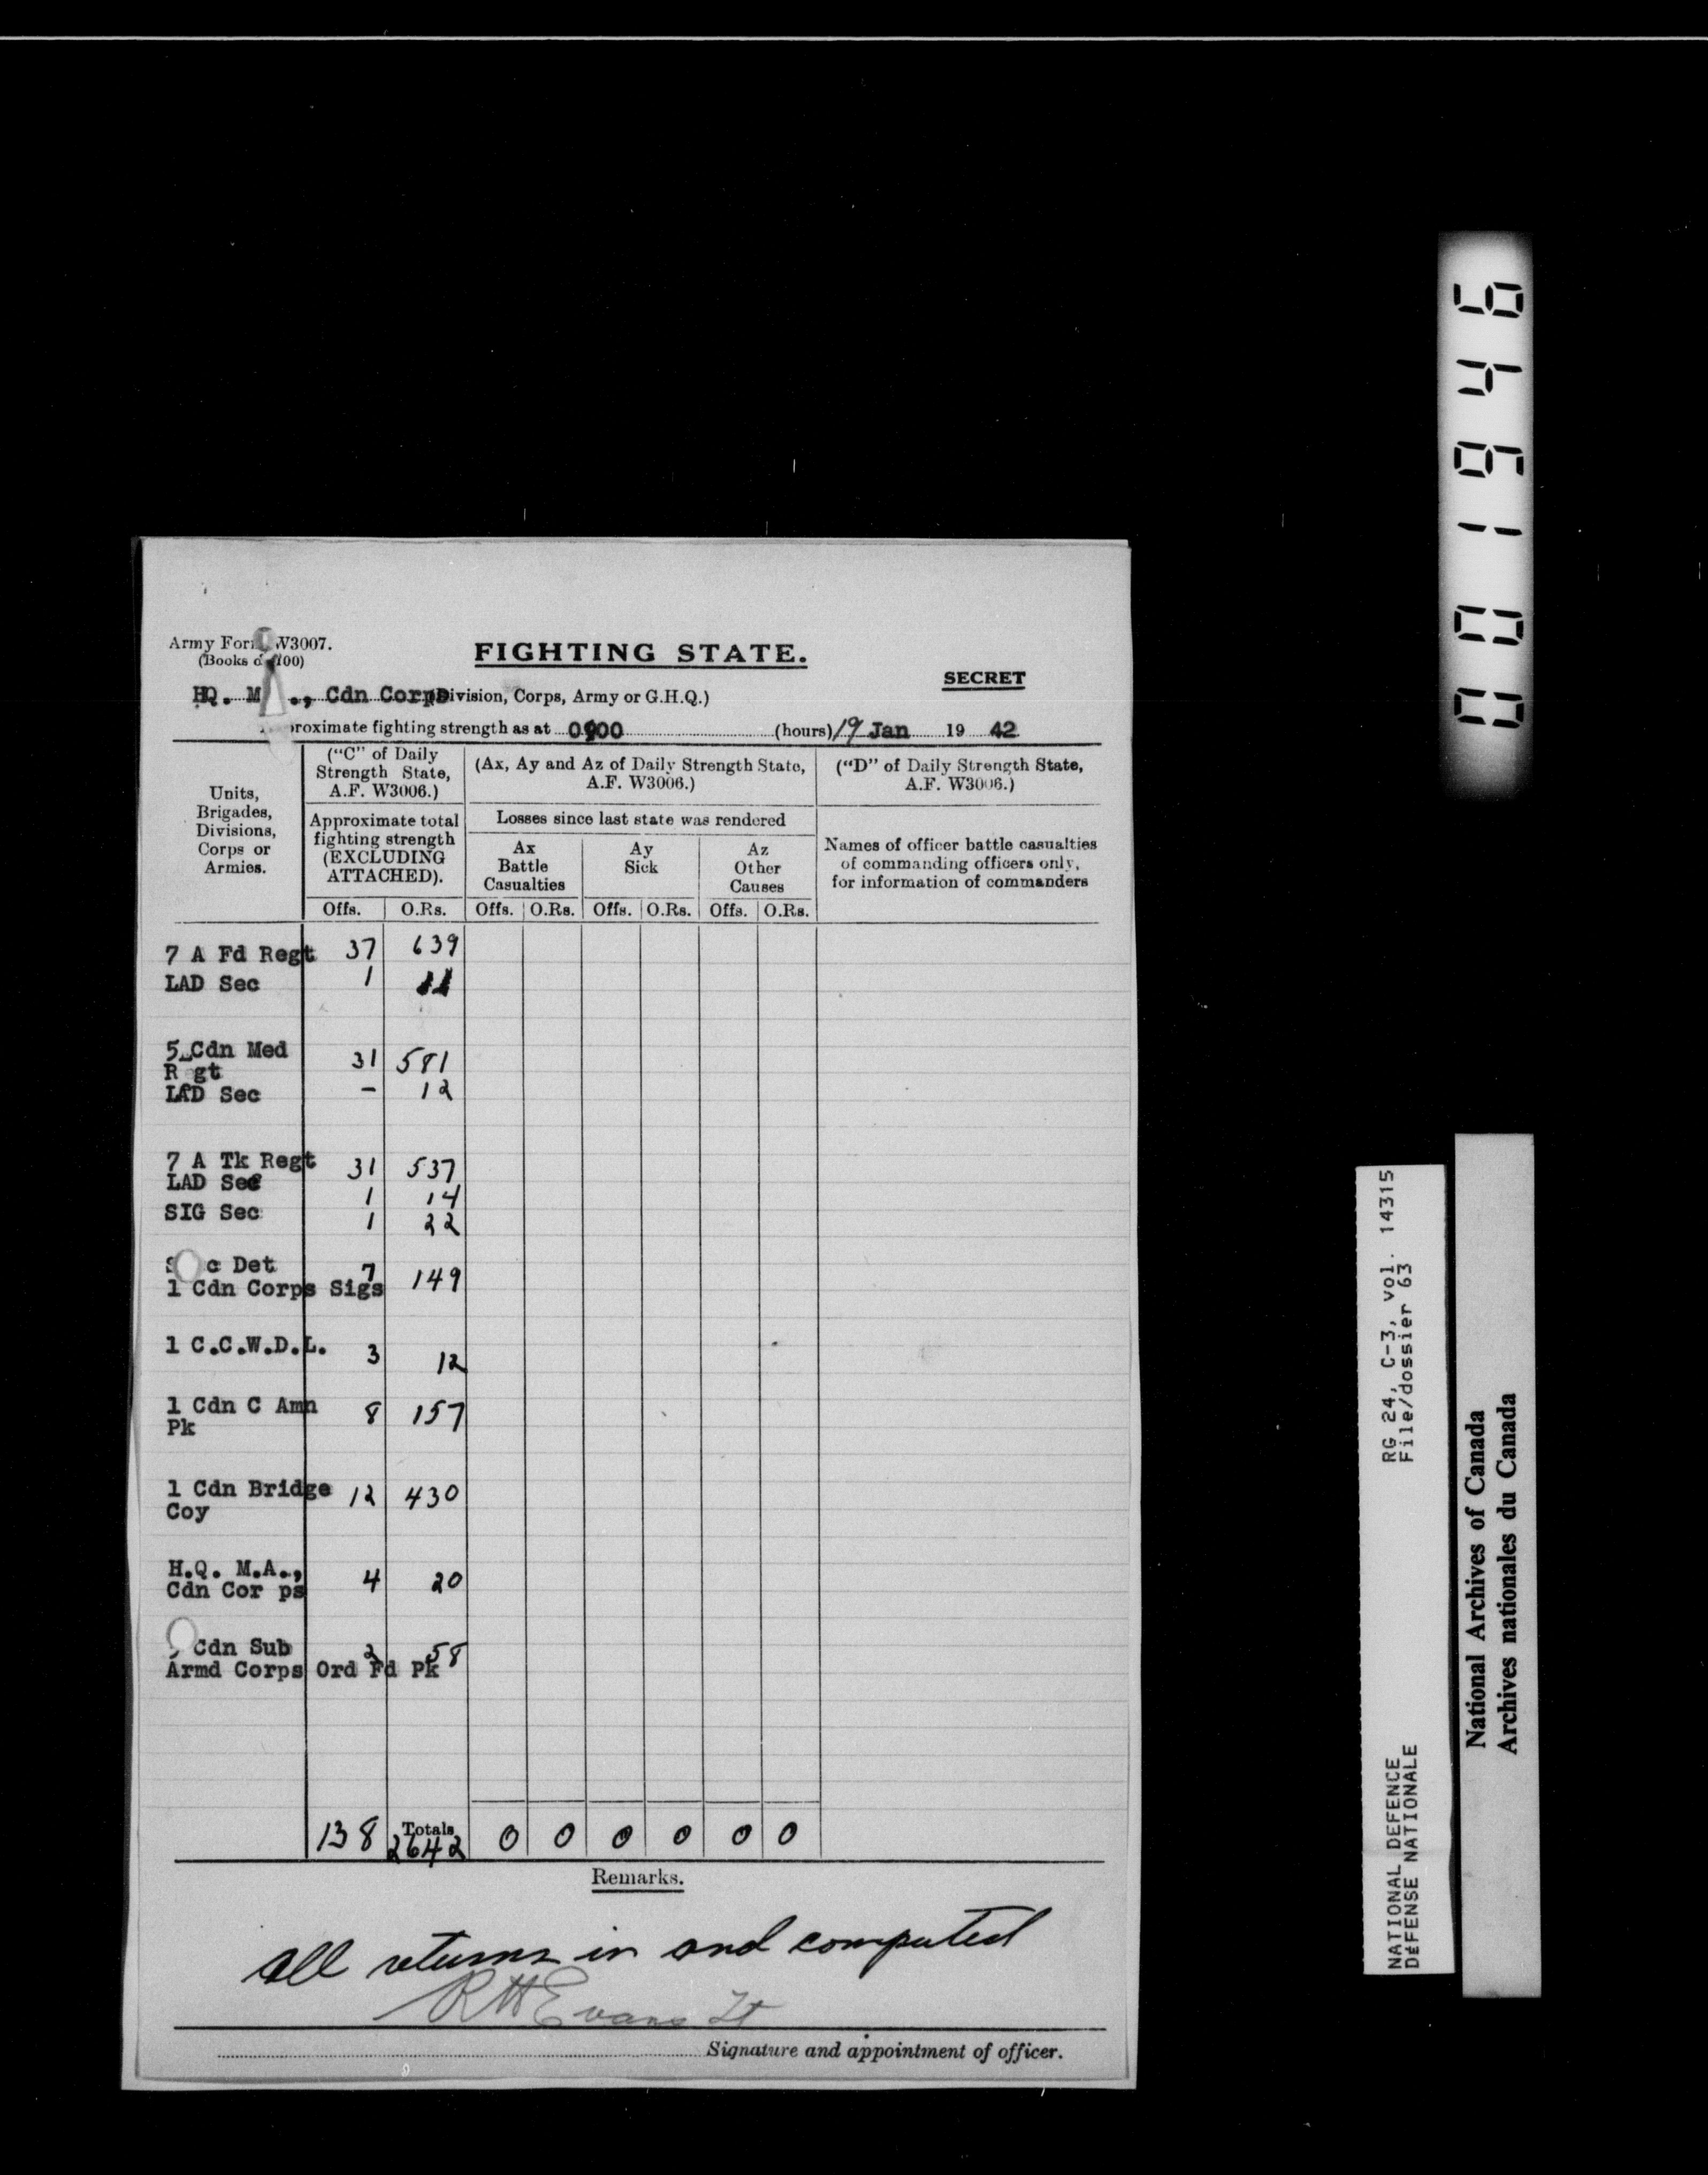 Army Form W3007.
(Books of 100)
FIGHTING STATE.
SECRET
HQ. M.A., Cdn Corps Division, Corps, Army or G.H.Q.)
proximate fighting strength as at 0900 (hours) 19 Jan 19 42
Units, Brigades, Divisions, Corps or Armies.
("C" of Daily Strength State, A.F. W3006.)
(Ax, Ay and Az of Daily Strength State, A.F. W3006.)
("D" of Daily Strength State, A.F. W3006.)
Approximate total fighting strength (EXCLUDING ATTACHED).
Losses since last state was rendered
Ax Battle Casualties
Ay Sick
Az Other Causes
Names of officer battle casualties of commanding officers only, for information of commanders
Offs. O.Rs. Offs. O.Rs. Offs. O.Rs. Offs. O.Rs.
7 A Fd Regt 37 639
LAD Sec 1 11
5 Cdn Med 31 581
R gt
LAD Sec - 12
7 A Tk Regt 31 537
LAD Sec 1 14
SIG Sec 1 22
c Det 7 149
1 Cdn Corps Sigs
1 C.C.W.D.L. 3 12
1 Cdn C Amn 8 157
Pk
1 Cdn Bridge 12 430
Coy
H.Q. M.A., 4 20
Cdn Cor ps
Cdn Sub 2 58
Armd Corps Ord Fd Pk
Totals
138 2642 0 0 0 0 0 0
Remarks.
all returns in and computed
RHEvans Lt
Signature and appointment of officer.
001946
RG 24, C-3, vol. 14315
File/dossier 63
NATIONAL DEFENCE
DÉFENSE NATIONALE
National Archives of Canada
Archives nationales du Canada